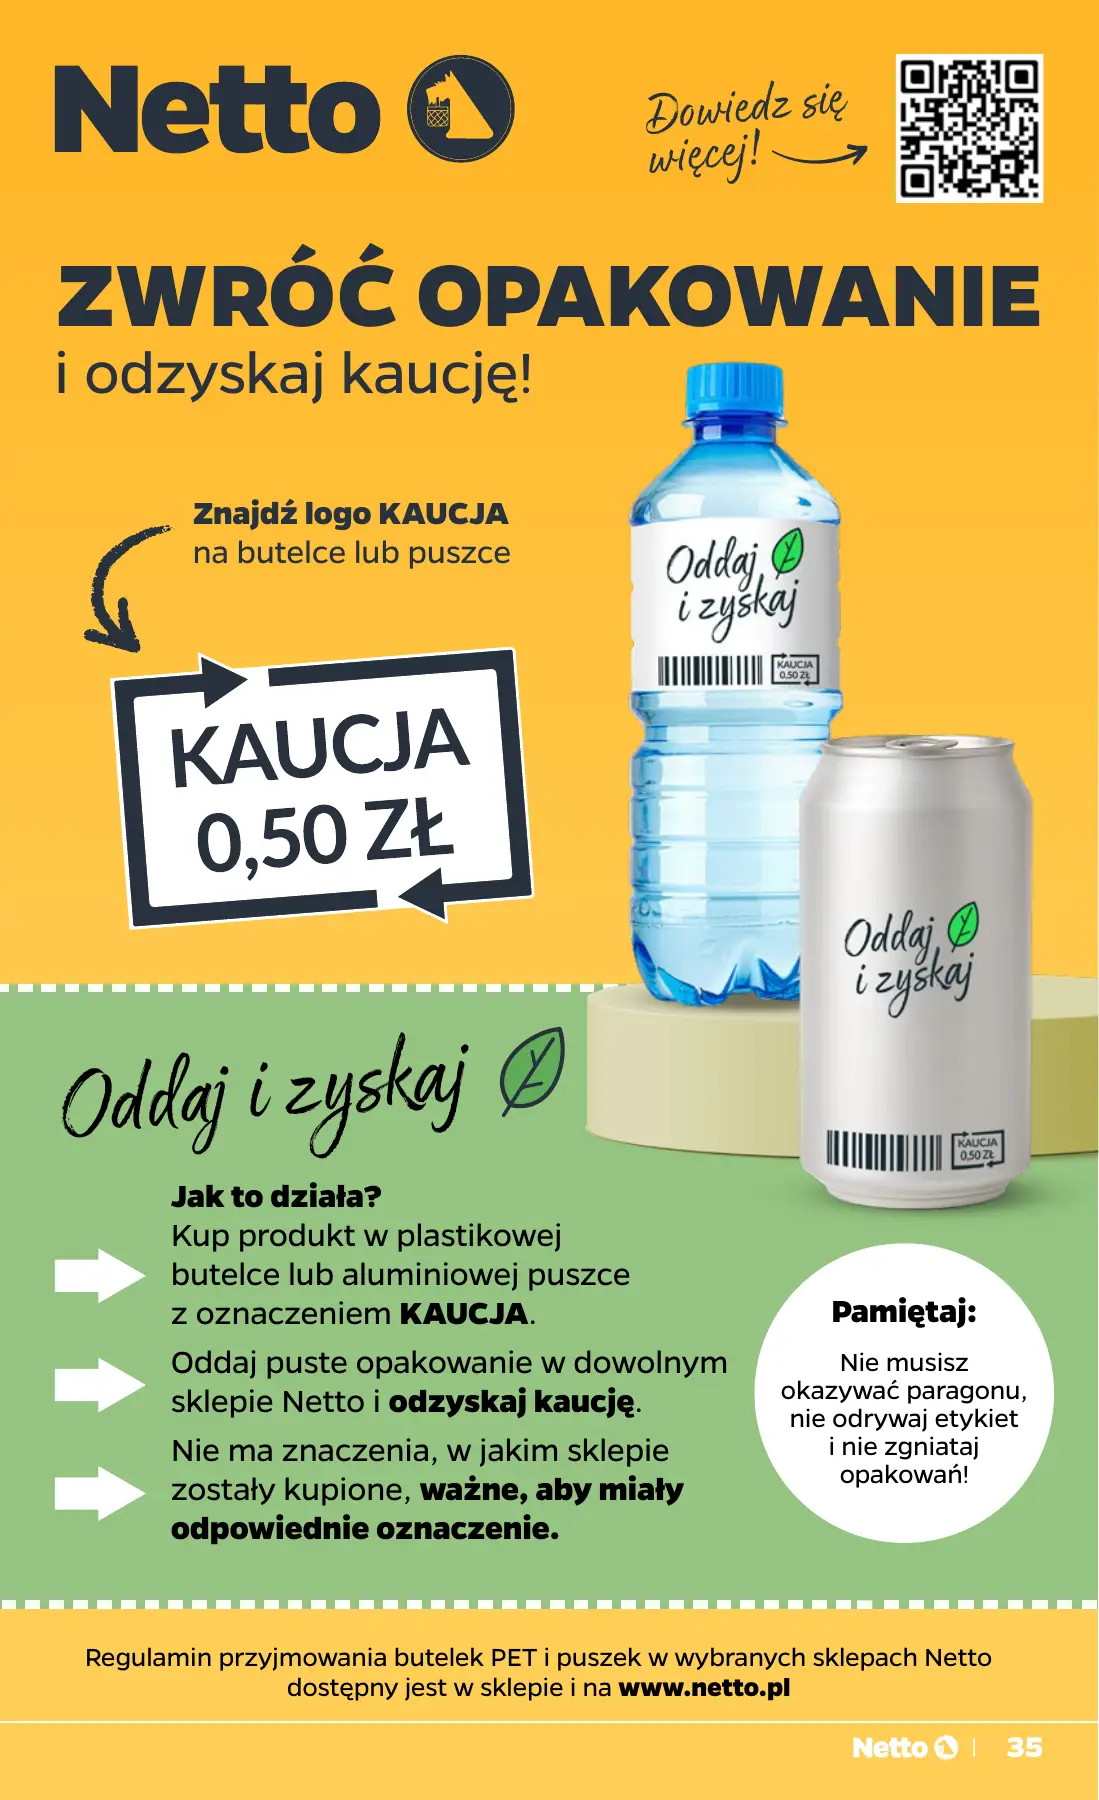 Netto
Dowiedz się
więcej!
ZWRÓĆ OPAKOWANIE
i odzyskaj kaucję!
Znajdź logo KAUCJA
na butelce lub puszce
KAUCJA
0,50 ZŁ
Oddaj
i zyskaj
KAUCJA
0,50 ZŁ
Oddaj
i zyskaj
KAUCJA
0,50 ZŁ
Oddaj i zyskaj
Jak to działa?
Kup produkt w plastikowej
butelce lub aluminiowej puszce
z oznaczeniem KAUCJA.
Oddaj puste opakowanie w dowolnym
sklepie Netto i odzyskaj kaucję.
Nie ma znaczenia, w jakim sklepie
zostały kupione, ważne, aby miały
odpowiednie oznaczenie.
Pamiętaj:
Nie musisz
okazywać paragonu,
nie odrywaj etykiet
i nie zgniataj
opakowań!
Regulamin przyjmowania butelek PET i puszek w wybranych sklepach Netto
dostępny jest w sklepie i na www.netto.pl
Netto | 35